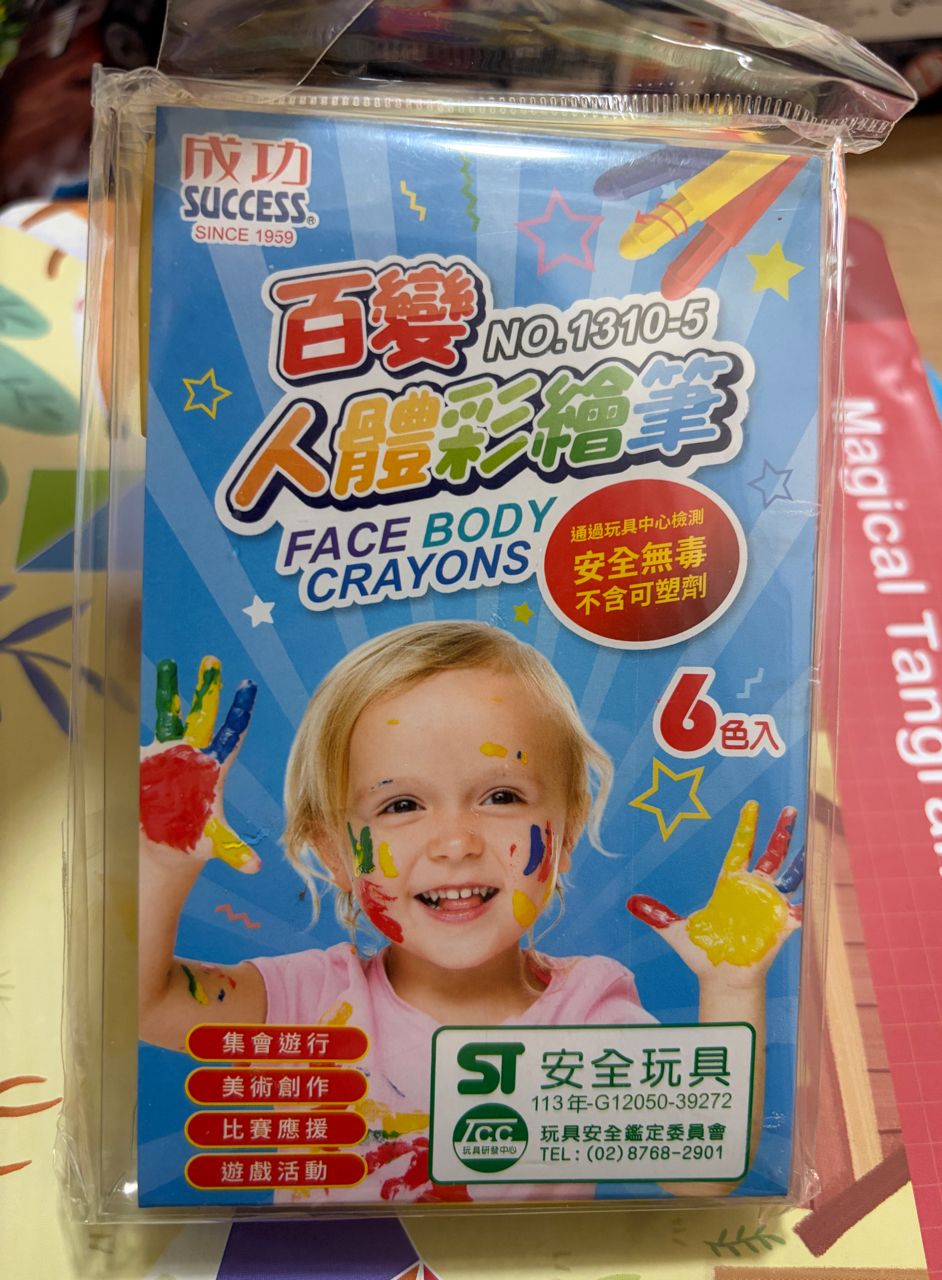 成功
SUCCESS®
SINCE 1959
百變 NO.1310-5
人體彩繪筆
FACE BODY
CRAYONS
通過玩具中心檢測
安全無毒
不含可塑劑
6色入
集會遊行
美術創作
比賽應援
遊戲活動
ST 安全玩具
113年-G12050-39272
TCC
玩具研發中心
玩具安全鑑定委員會
TEL:(02)8768-2901
Magical